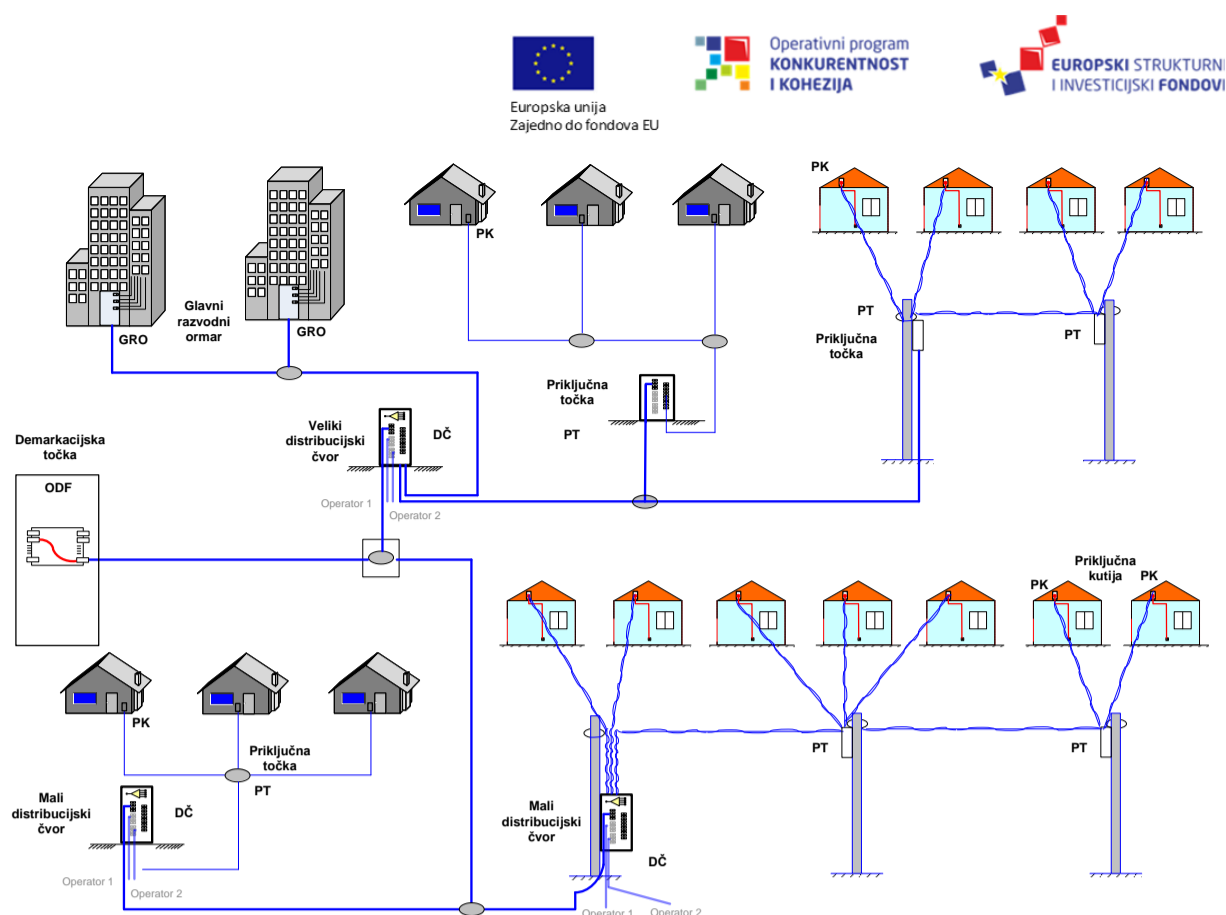 Europska unija
Zajedno do fondova EU
Operativni program
KONKURENTNOST
I KOHEZIJA
EUROPSKI STRUKTURNI
I INVESTICIJSKI FONDOVI
PK
PK
Glavni
razvodni
ormar
GRO
GRO
PT
Priključna
točka
PT
Priključna
točka
PT
Veliki
distribucijski
čvor
DČ
Operator 1
Operator 2
Demarkacijska
točka
ODF
Priključna
kutija
PK
PK
PK
Priključna
točka
PT
PT
PT
Mali
distribucijski
čvor
DČ
Operator 1
Operator 2
Mali
distribucijski
čvor
DČ
Operator 1
Operator 2